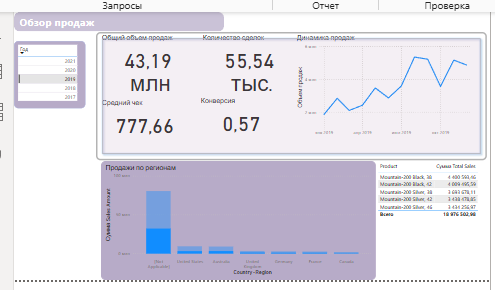 Запросы Отчет Проверка
Обзор продаж
Год
2021
2020
2019
2018
2017
Общий объем продаж
43,19
млн
Количество сделок
55,54
тыс.
Средний чек
777,66
Конверсия
0,57
Динамика продаж
Объем продаж
Продажи по регионам
Сумма Sales Amount
United States
Australia
United Kingdom
Germany
France
Canada
Country-Region
Product Сумма Total Sales
Mountain-200 Black, 38 4 400 593,46
Mountain-200 Black, 42 4 009 495,59
Mountain-200 Silver, 38 3 693 678,11
Mountain-200 Silver, 42 3 438 478,85
Mountain-200 Silver, 46 3 434 256,97
Всего 18 976 502,98